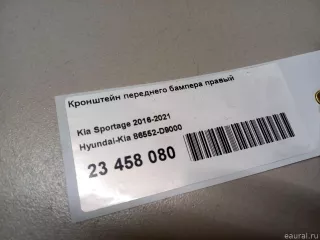 Кронштейн переднего бампера правый
Kia Sportage 2016-2021
Hyundai-Kia 86552-D9000
23 458 080
eaural.ru